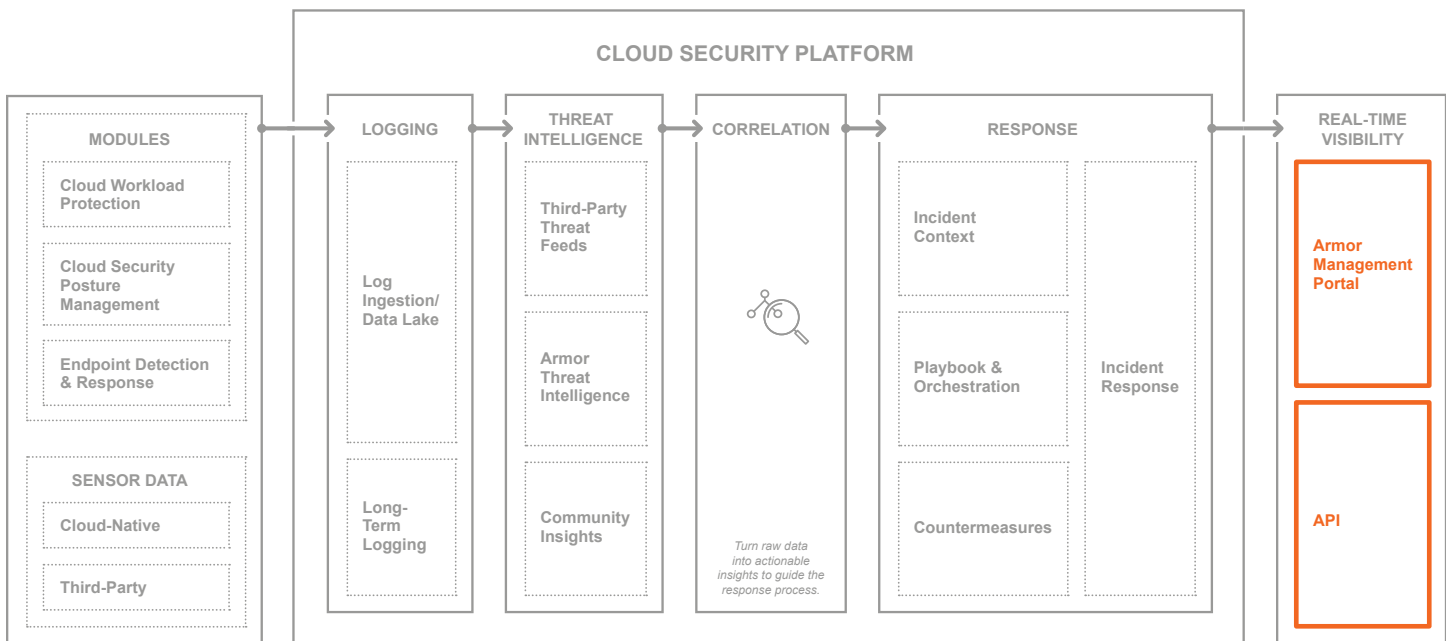 CLOUD SECURITY PLATFORM
MODULES
Cloud Workload
Protection
Cloud Security
Posture
Management
Endpoint Detection
& Response
SENSOR DATA
Cloud-Native
Third-Party
LOGGING
Log
Ingestion/
Data Lake
Long-
Term
Logging
THREAT
INTELLIGENCE
Third-Party
Threat
Feeds
Armor
Threat
Intelligence
Community
Insights
CORRELATION
Turn raw data
into actionable
insights to guide the
response process.
RESPONSE
Incident
Context
Playbook &
Orchestration
Countermeasures
Incident
Response
REAL-TIME
VISIBILITY
Armor
Management
Portal
API